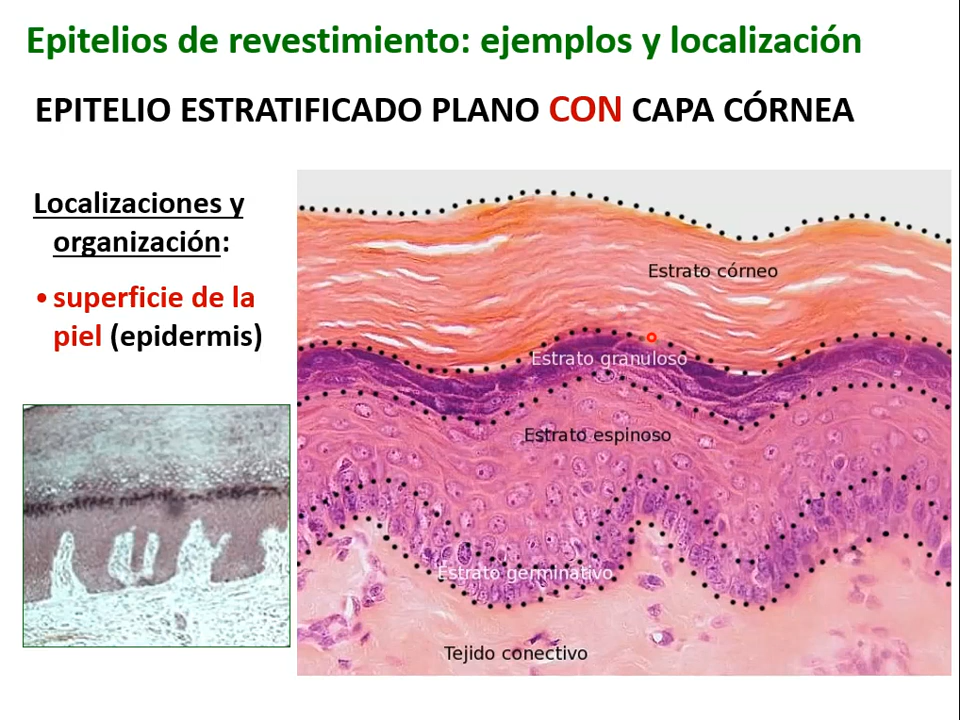 Epitelios de revestimiento: ejemplos y localización
EPITELIO ESTRATIFICADO PLANO CON CAPA CÓRNEA
Localizaciones y
organización:
• superficie de la
piel (epidermis)
Estrato córneo
Estrato granuloso
Estrato espinoso
Estrato germinativo
Tejido conectivo